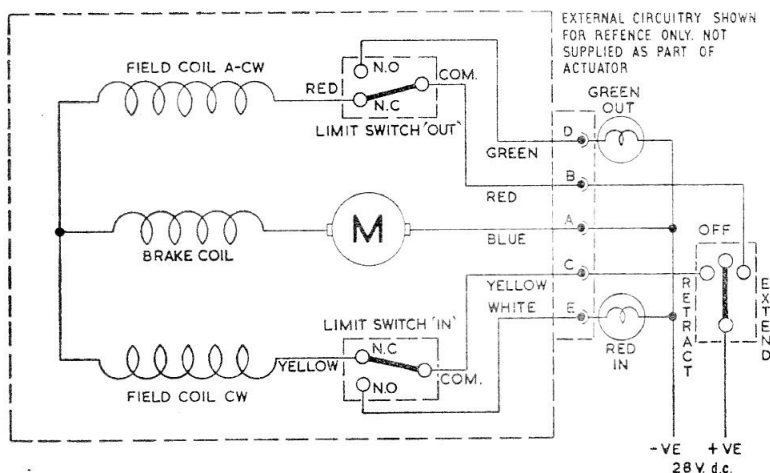 EXTERNAL CIRCUITRY SHOWN
FOR REFENCE ONLY. NOT
SUPPLIED AS PART OF
ACTUATOR
FIELD COIL A-CW
RED
N.O
COM.
N.C
LIMIT SWITCH 'OUT'
GREEN
OUT
D
GREEN
B
RED
BRAKE COIL
M
A
BLUE
OFF
C
YELLOW
RETRACT
EXTEND
WHITE
E
RED
IN
LIMIT SWITCH 'IN'
N.C
YELLOW
N.O
COM.
FIELD COIL CW
-VE +VE
28V. d.c.